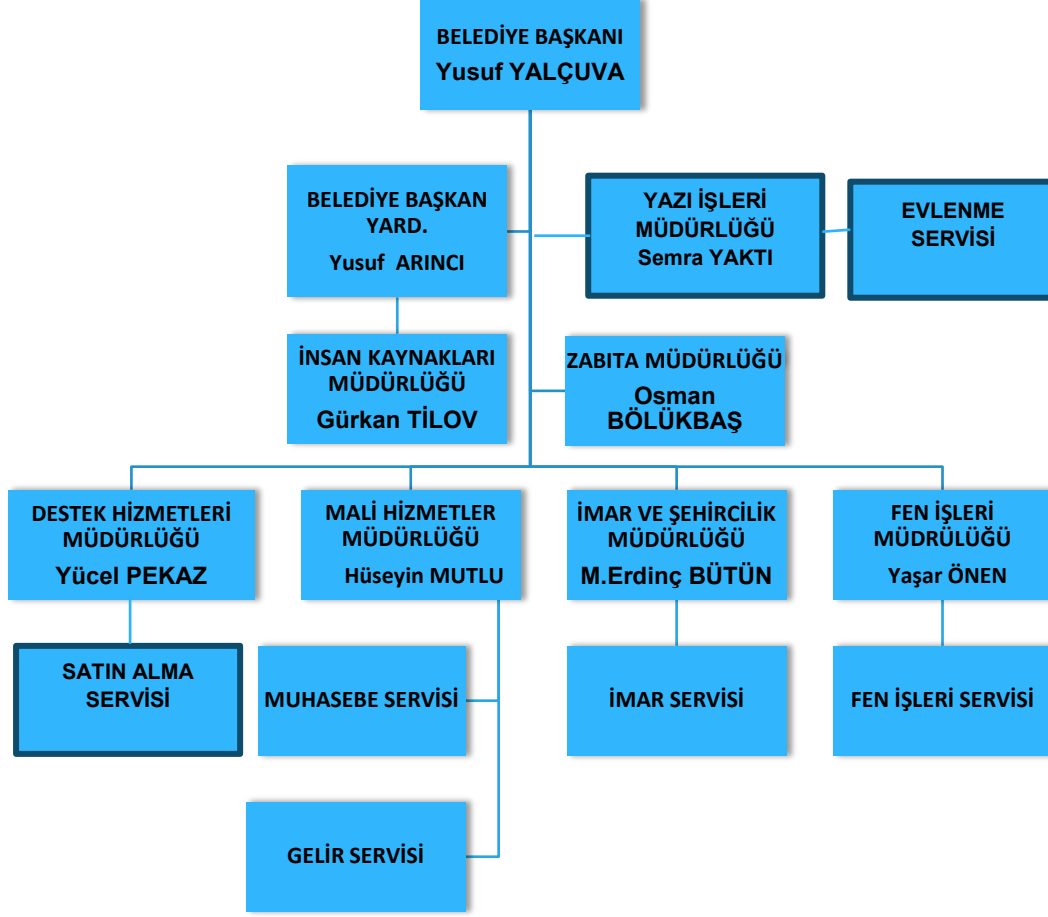 BELEDİYE BAŞKANI
Yusuf YALÇUVA
BELEDİYE BAŞKAN
YARD.
Yusuf ARINCI
YAZI İŞLERİ
MÜDÜRLÜĞÜ
Semra YAKTI
EVLENME
SERVİSİ
İNSAN KAYNAKLARI
MÜDÜRLÜĞÜ
Gürkan TİLOV
ZABITA MÜDÜRLÜĞÜ
Osman
BÖLÜKBAŞ
DESTEK HİZMETLERİ
MÜDÜRLÜĞÜ
Yücel PEKAZ
MALİ HİZMETLER
MÜDÜRLÜĞÜ
Hüseyin MUTLU
İMAR VE ŞEHİRCİLİK
MÜDÜRLÜĞÜ
M.Erdinç BÜTÜN
FEN İŞLERİ
MÜDRÜLÜĞÜ
Yaşar ÖNEN
SATIN ALMA
SERVİSİ
MUHASEBE SERVİSİ
İMAR SERVİSİ
FEN İŞLERİ SERVİSİ
GELİR SERVİSİ